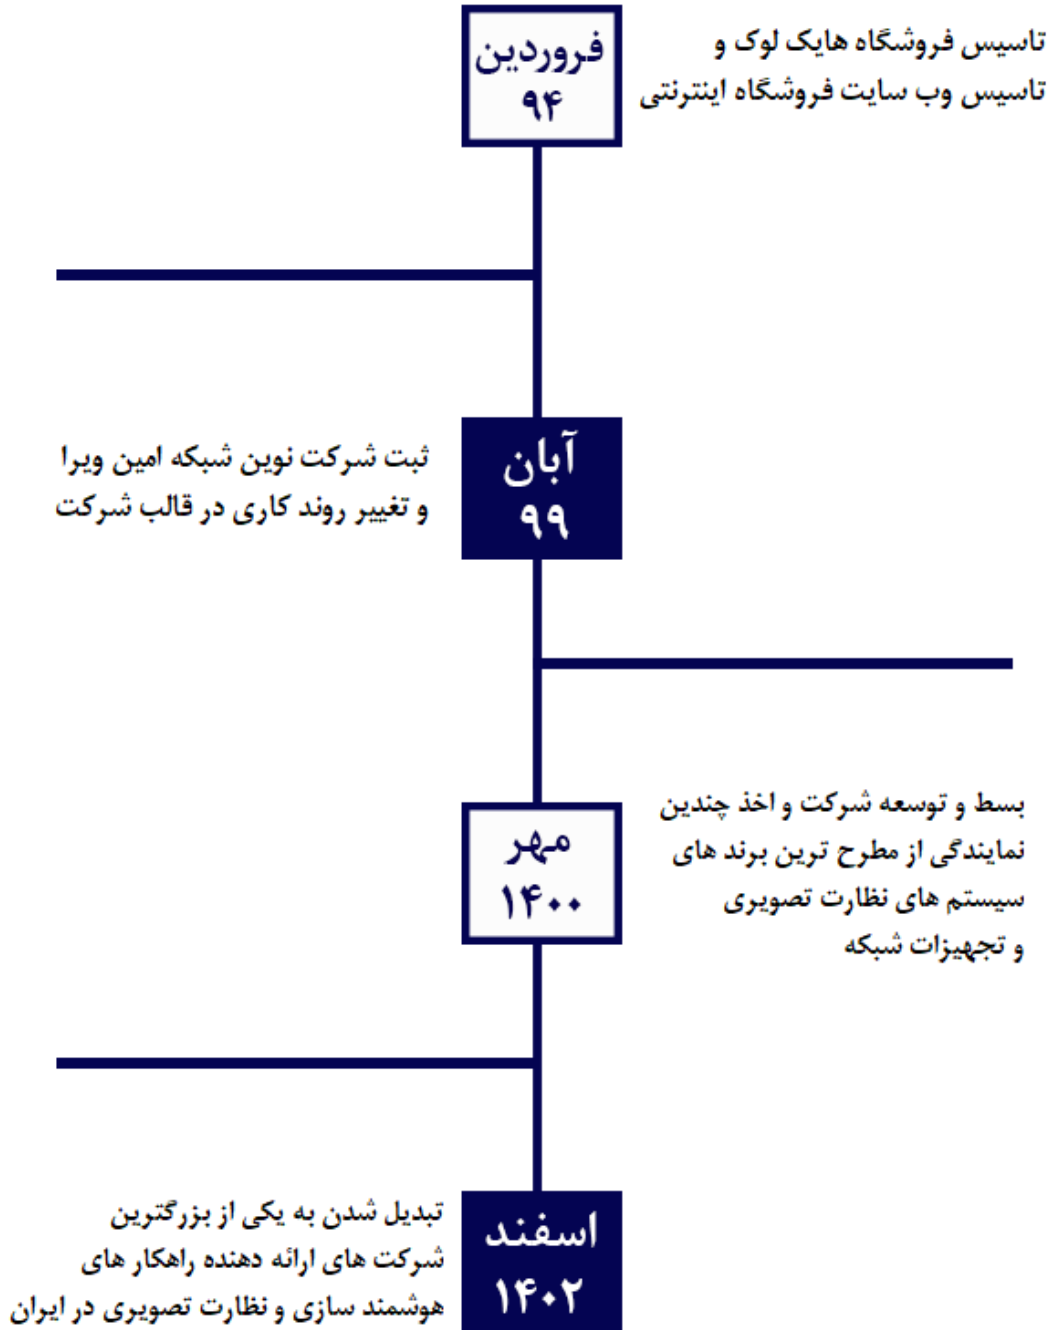 فروردین
۹۴
تاسیس فروشگاه هایک لوک و
تاسیس وب سایت فروشگاه اینترنتی
آبان
۹۹
ثبت شرکت نوین شبکه امین ویرا
و تغییر روند کاری در قالب شرکت
مهر
۱۴۰۰
بسط و توسعه شرکت و اخذ چندین
نمایندگی از مطرح ترین برند های
سیستم های نظارت تصویری
و تجهیزات شبکه
اسفند
۱۴۰۲
تبدیل شدن به یکی از بزرگترین
شرکت های ارائه دهنده راهکار های
هوشمند سازی و نظارت تصویری در ایران